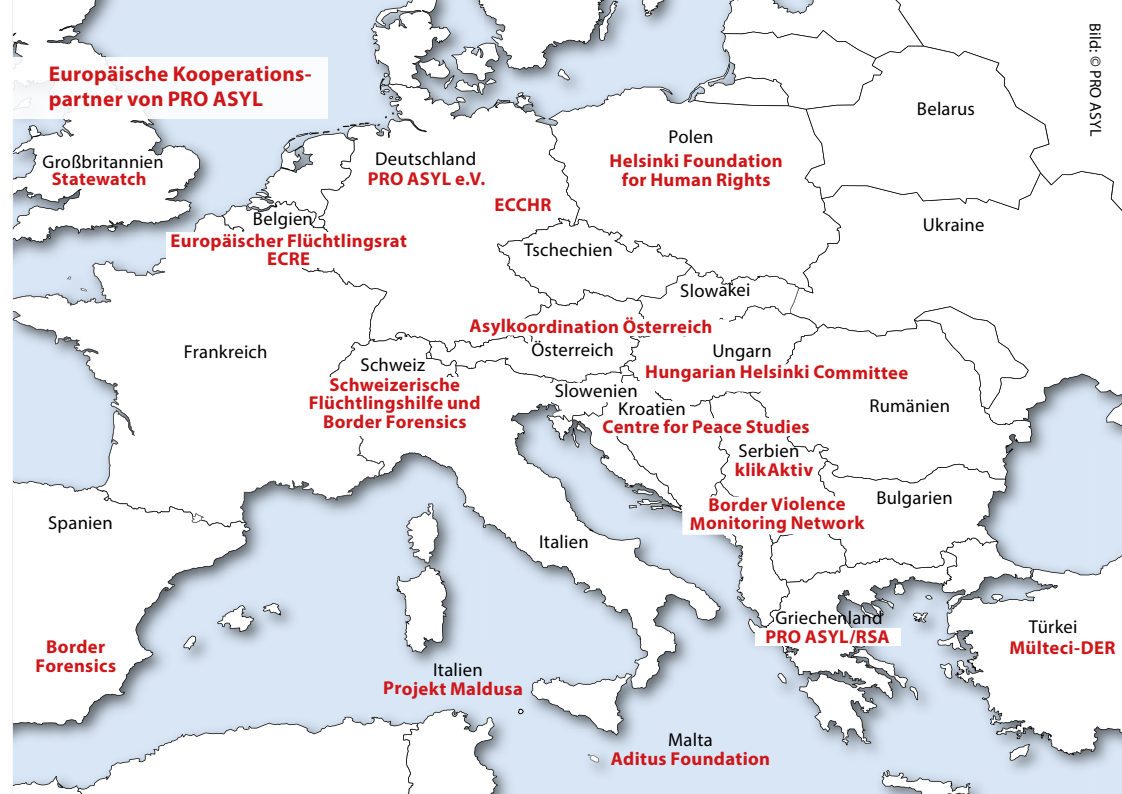 Europäische Kooperations-
partner von PRO ASYL
Bild: © PRO ASYL
Belarus
Polen
Helsinki Foundation
for Human Rights
Großbritannien
Statewatch
Deutschland
PRO ASYL e.V.
ECCHR
Belgien
Europäischer Flüchtlingsrat
ECRE
Ukraine
Tschechien
Slowakei
Asylkoordination Österreich
Österreich
Frankreich
Schweiz
Schweizerische
Flüchtlingshilfe und
Border Forensics
Ungarn
Hungarian Helsinki Committee
Slowenien
Kroatien
Centre for Peace Studies
Rumänien
Serbien
klikAktiv
Border Violence
Monitoring Network
Bulgarien
Spanien
Border
Forensics
Italien
Italien
Projekt Maldusa
Griechenland
PRO ASYL/RSA
Türkei
Mülteci-DER
Malta
Aditus Foundation